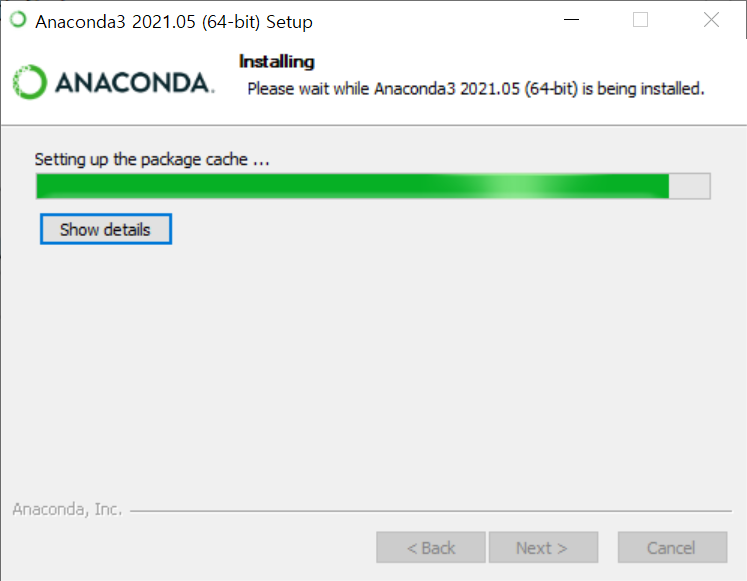 Anaconda3 2021.05 (64-bit) Setup
ANACONDA.
Installing
Please wait while Anaconda3 2021.05 (64-bit) is being installed.
Setting up the package cache ...
Show details
Anaconda, Inc.
< Back
Next >
Cancel